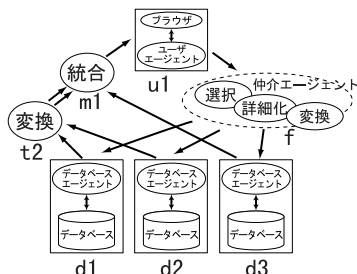 ブラウザ
ユーザ
エージェント
u1
統合
m1
仲介エージェント
選択
詳細化
変換
f
変換
t2
データベース
エージェント
データベース
d1
データベース
エージェント
データベース
d2
データベース
エージェント
データベース
d3